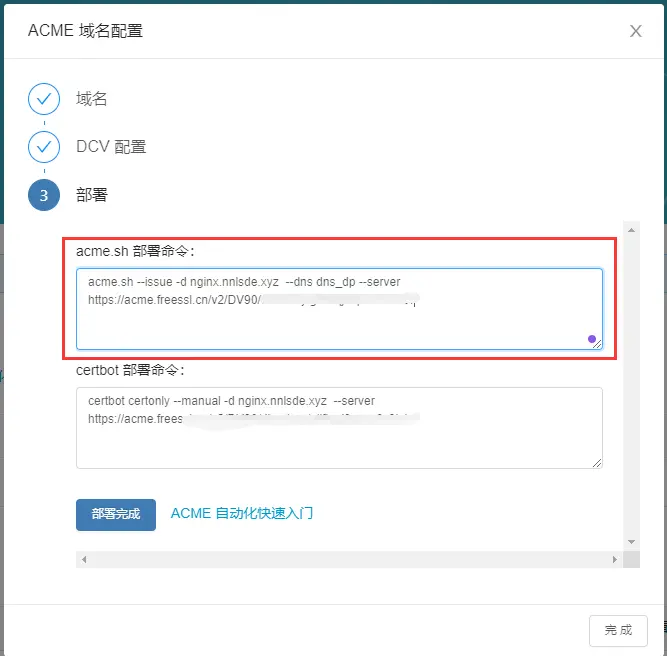 ACME 域名配置
域名
DCV 配置
3 部署
acme.sh 部署命令：
acme.sh --issue -d nginx.nnlsde.xyz --dns dns_dp --server
https://acme.freessl.cn/v2/DV90/
certbot 部署命令：
certbot certonly --manual -d nginx.nnlsde.xyz --server
https://acme.frees
部署完成 ACME 自动化快速入门
完 成